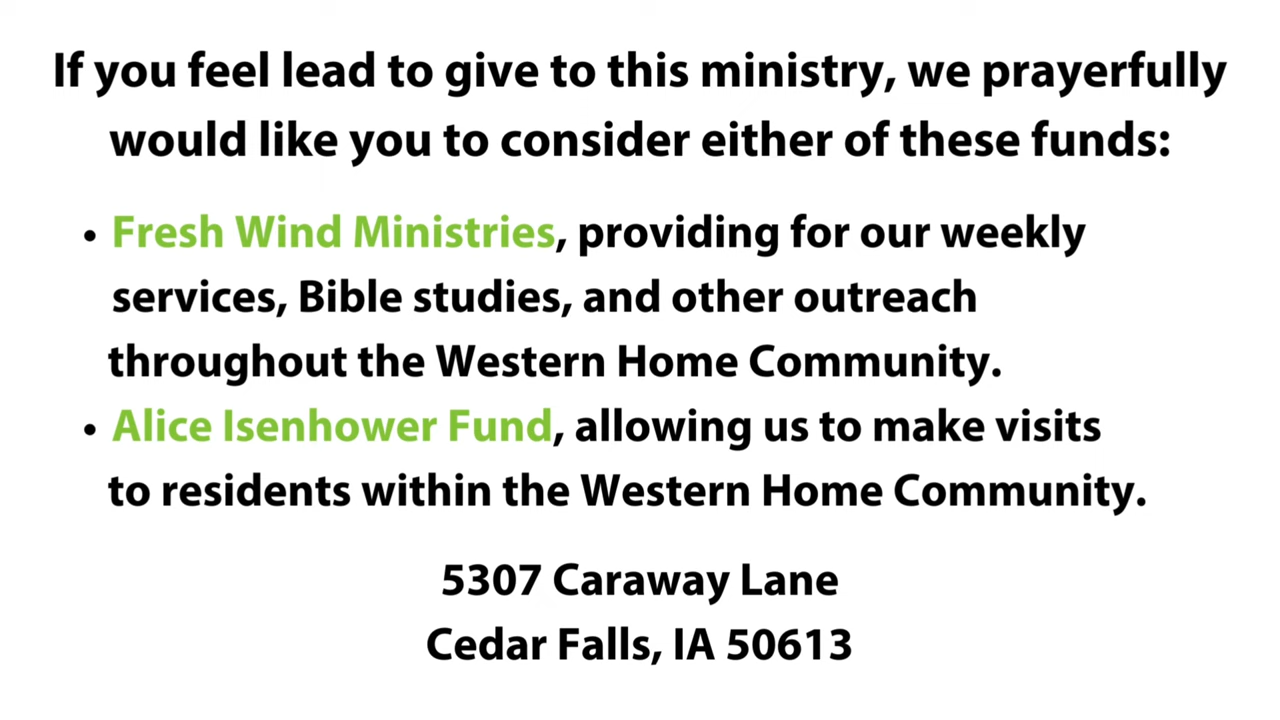 If you feel lead to give to this ministry, we prayerfully
would like you to consider either of these funds:
• Fresh Wind Ministries, providing for our weekly
services, Bible studies, and other outreach
throughout the Western Home Community.
• Alice Isenhower Fund, allowing us to make visits
to residents within the Western Home Community.
5307 Caraway Lane
Cedar Falls, IA 50613